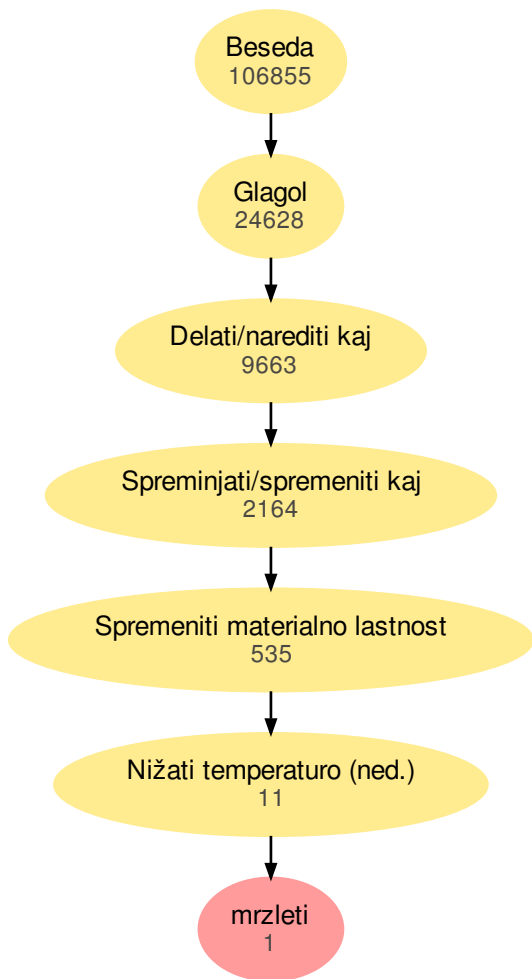 Beseda
106855
Glagol
24628
Delati/narediti kaj
9663
Spreminjati/spremeniti kaj
2164
Spremeniti materialno lastnost
535
Nižati temperaturo (ned.)
11
mrzleti
1